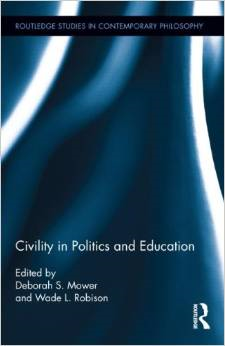 ROUTLEDGE STUDIES IN CONTEMPORARY PHILOSOPHY
Civility in Politics and Education
Edited by
Deborah S. Mower
and Wade L. Robison
R
ROUTLEDGE